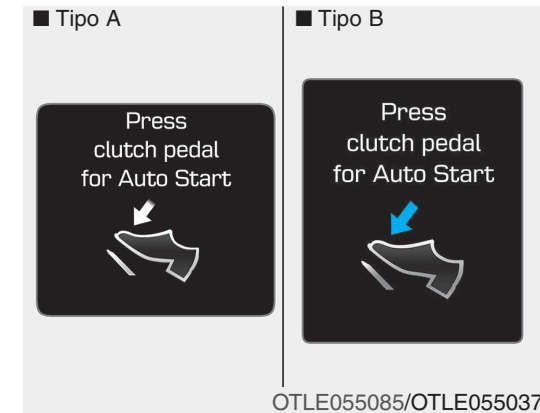 ■ Tipo A
Press
clutch pedal
for Auto Start
■ Tipo B
Press
clutch pedal
for Auto Start
OTLE055085/OTLE055037